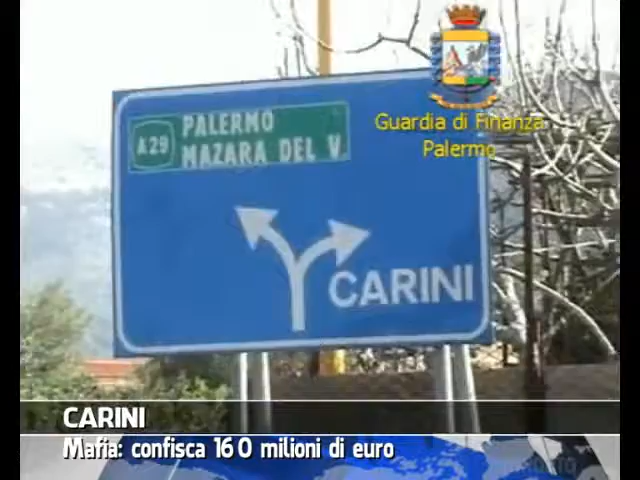 Guardia di Finanza
Palermo
A29
PALERMO
MAZARA DEL V.
CARINI
CARINI
Mafia: confisca 160 milioni di euro